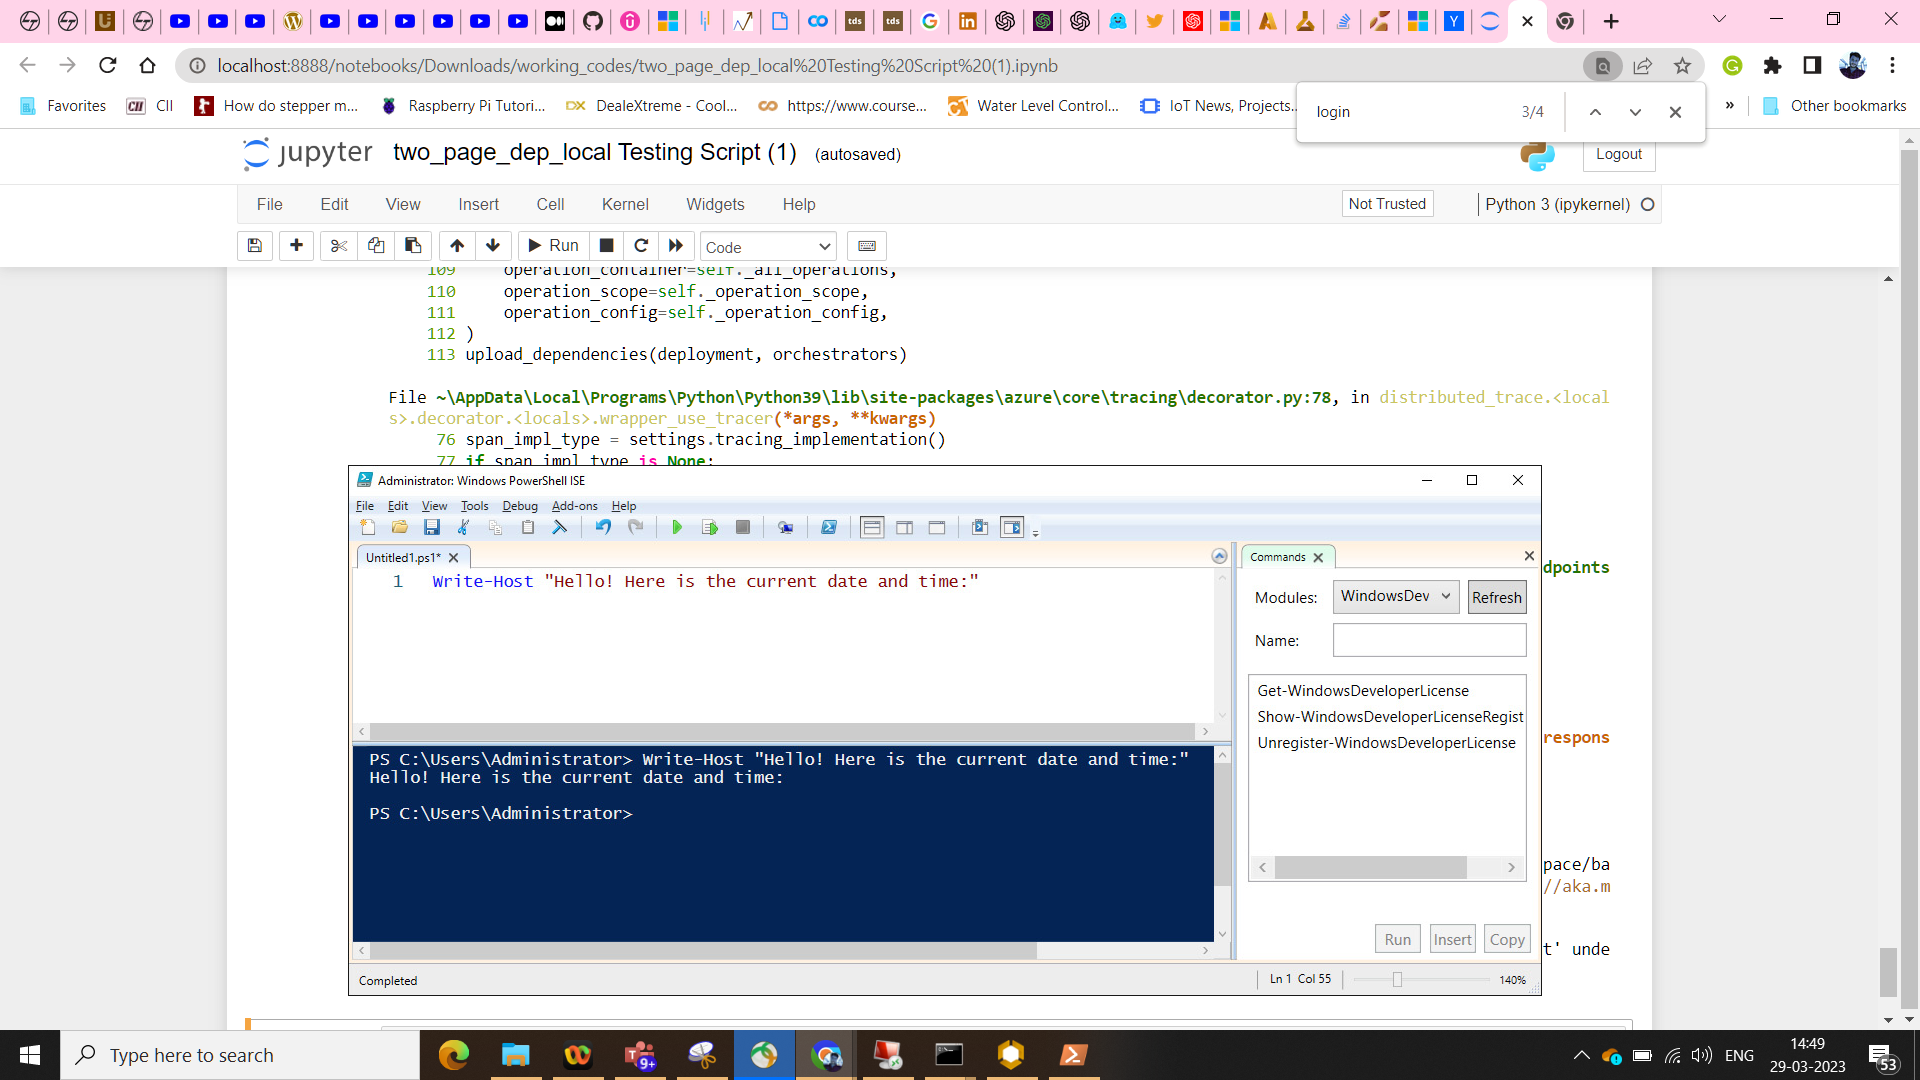 localhost:8888/notebooks/Downloads/working_codes/two_page_dep_local%20Testing%20Script%20(1).ipynb
Favorites
CII
How do stepper m...
Raspberry Pi Tutori...
DealeXtreme - Cool...
https://www.course...
Water Level Control...
IoT News, Projects...
»
Other bookmarks
login 3/4
jupyter two_page_dep_local Testing Script (1) (autosaved)
Logout
File Edit View Insert Cell Kernel Widgets Help
Not Trusted
Python 3 (ipykernel)
Run
Code
109 operation_container=self._all_operations,
110 operation_scope=self._operation_scope,
111 operation_config=self._operation_config,
112 )
113 upload_dependencies(deployment, orchestrators)
File ~\AppData\Local\Programs\Python\Python39\lib\site-packages\azure\core\tracing\decorator.py:78, in distributed_trace.<local
s>.decorator.<locals>.wrapper_use_tracer(*args, **kwargs)
76 span_impl_type = settings.tracing_implementation()
77 if span_impl_type is None:
Administrator: Windows PowerShell ISE
File Edit View Tools Debug Add-ons Help
Untitled1.ps1*
1 Write-Host "Hello! Here is the current date and time:"
PS C:\Users\Administrator> Write-Host "Hello! Here is the current date and time:"
Hello! Here is the current date and time:
PS C:\Users\Administrator>
Commands
Modules: WindowsDev Refresh
Name:
Get-WindowsDeveloperLicense
Show-WindowsDeveloperLicenseRegist
Unregister-WindowsDeveloperLicense
Run Insert Copy
Completed
Ln 1 Col 55
140%
dpoints
respons
pace/ba
//aka.m
t' unde
Type here to search
9+
ENG
14:49
29-03-2023
53